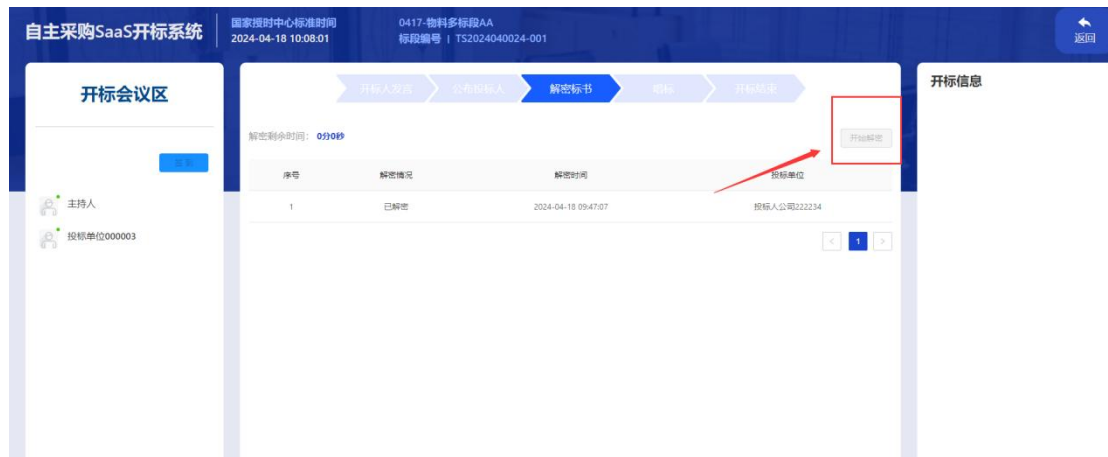 自主采购SaaS开标系统
国家授时中心标准时间
2024-04-18 10:08:01
0417-物料多标段AA
标段编号 | TS2024040024-001
返回
开标会议区
主持人
投标单位000003
开标人发言
公布投标人
解密标书
唱标
开标结束
解密剩余时间: 0分0秒
开始解密
序号 解密情况 解密时间 投标单位
1 已解密 2024-04-18 09:47:07 投标人公司222234
< 1 >
开标信息